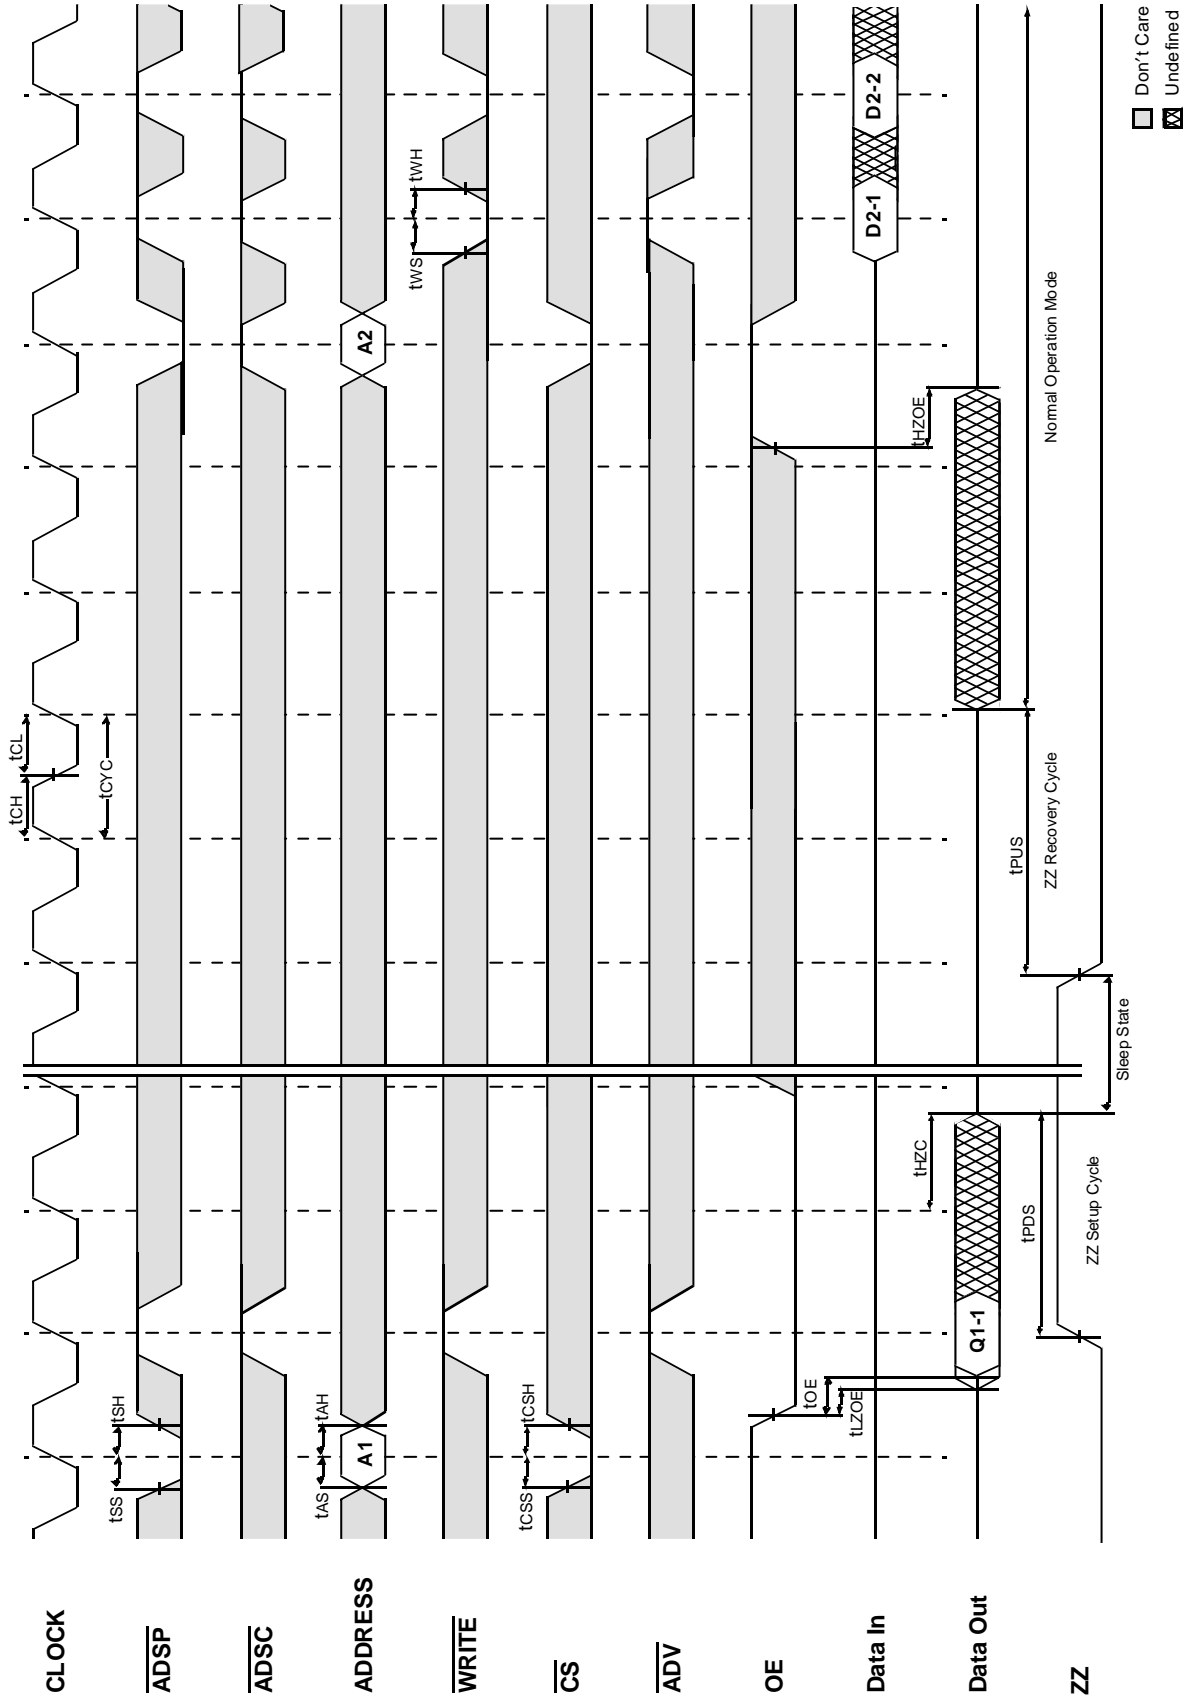 CLOCK
tCH
tCL
tCYC
ADSP
tSS
tSH
ADSC
ADDRESS
tAS
tAH
A1
A2
WRITE
tWS
tWH
CS
tCSS
tCSH
ADV
OE
tOE
tLZOE
Data In
D2-1
D2-2
tHZC
tHZOE
Data Out
Q1-1
tPDS
tPUS
ZZ Setup Cycle
ZZ Recovery Cycle
Normal Operation Mode
ZZ
Sleep State
Don't Care
Undefined